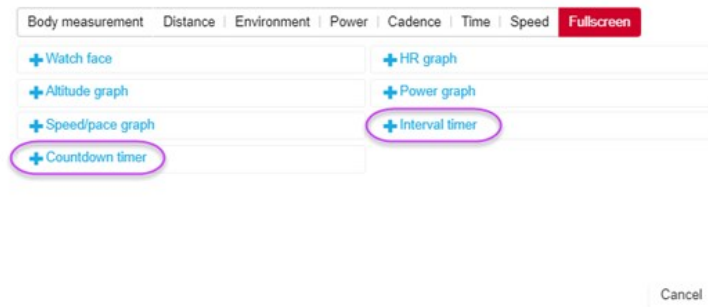 Body measurement Distance Environment Power Cadence Time Speed Fullscreen
Watch face HR graph
Altitude graph Power graph
Speed/pace graph Interval timer
Countdown timer
Cancel